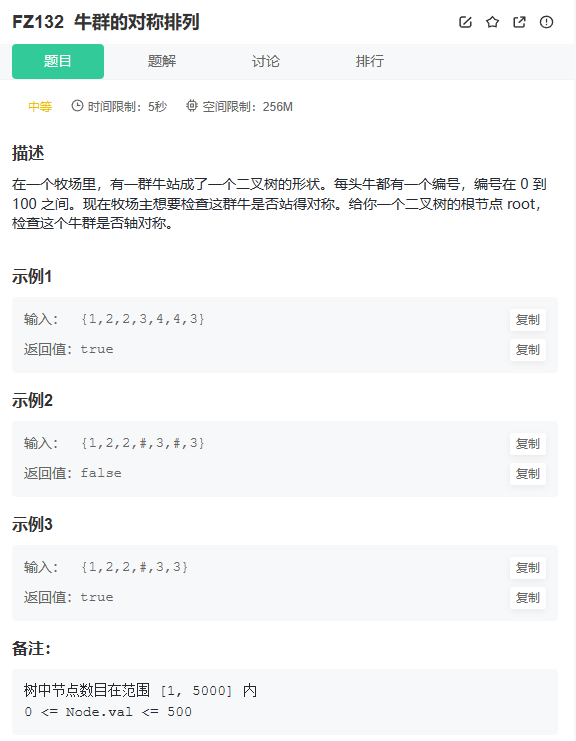 FZ132 牛群的对称排列
题目 题解 讨论 排行
中等 时间限制：5秒 空间限制：256M
描述
在一个牧场里，有一群牛站成了一个二叉树的形状。每头牛都有一个编号，编号在 0 到
100 之间。现在牧场主想要检查这群牛是否站得对称。给你一个二叉树的根节点 root，
检查这个牛群是否轴对称。
示例1
输入： {1,2,2,3,4,4,3} 复制
返回值：true 复制
示例2
输入： {1,2,2,#,3,#,3} 复制
返回值：false 复制
示例3
输入： {1,2,2,#,3,3} 复制
返回值：true 复制
备注：
树中节点数目在范围 [1, 5000] 内
0 <= Node.val <= 500